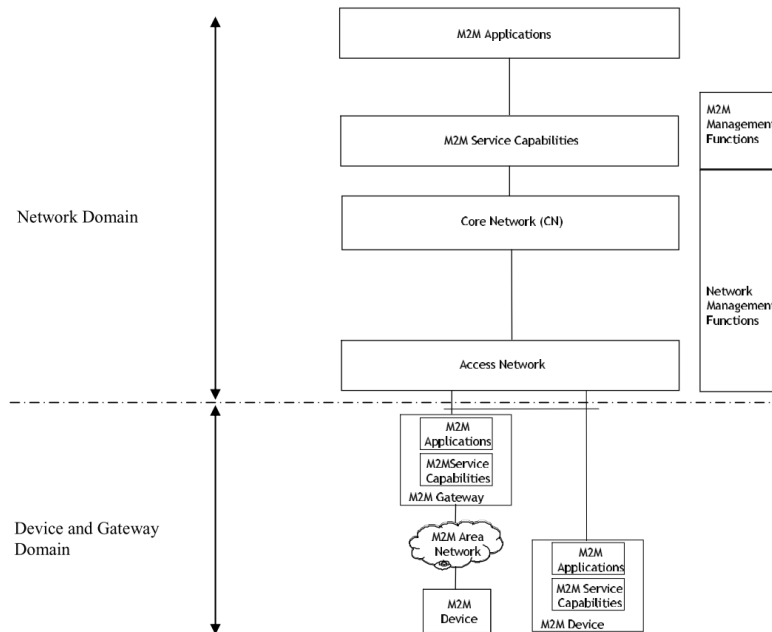 M2M Applications
M2M Service Capabilities
M2M
Management
Functions
Network Domain
Core Network (CN)
Network
Management
Functions
Access Network
M2M
Applications
M2MService
Capabilities
M2M Gateway
Device and Gateway
Domain
M2M Area
Network
M2M
Device
M2M
Applications
M2M Service
Capabilities
M2M Device